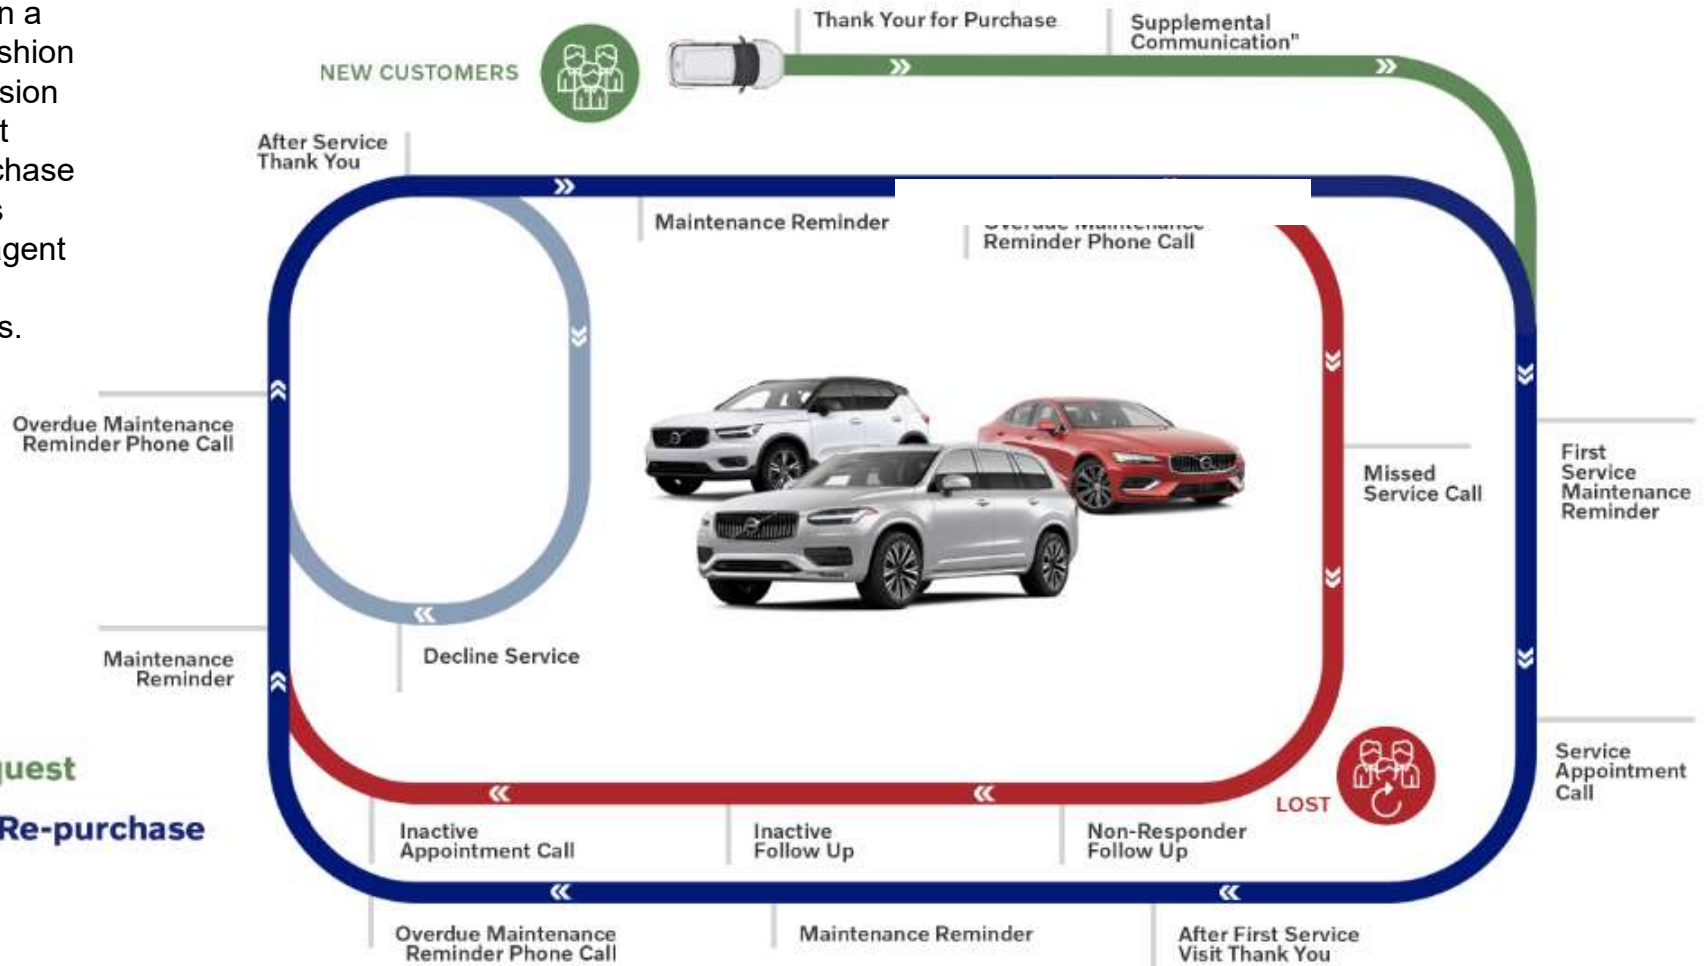 n a
shion
sion
t
chase
s
gent
s.
Thank Your for Purchase
Supplemental
Communication"
NEW CUSTOMERS
After Service
Thank You
Maintenance Reminder
Overdue Maintenance
Reminder Phone Call
Overdue Maintenance
Reminder Phone Call
Missed
Service Call
First
Service
Maintenance
Reminder
Maintenance
Reminder
Decline Service
Service
Appointment
Call
LOST
uest
Re-purchase
Inactive
Appointment Call
Inactive
Follow Up
Non-Responder
Follow Up
Overdue Maintenance
Reminder Phone Call
Maintenance Reminder
After First Service
Visit Thank You